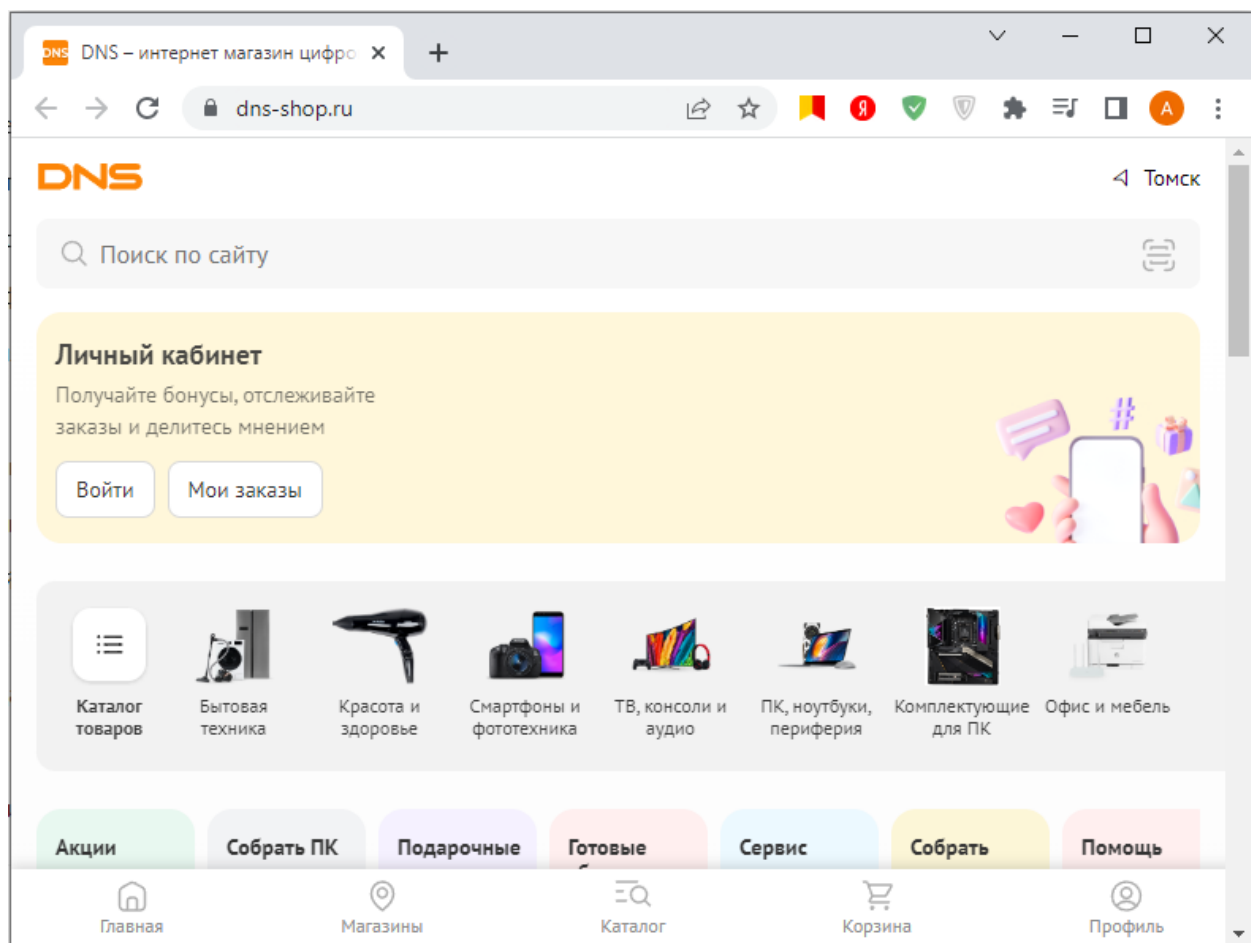 DNS DNS – интернет магазин цифро
dns-shop.ru
Я
A
DNS
Томск
Поиск по сайту
Личный кабинет
Получайте бонусы, отслеживайте
заказы и делитесь мнением
Войти
Мои заказы
#
Каталог
товаров
Бытовая
техника
Красота и
здоровье
Смартфоны и
фототехника
ТВ, консоли и
аудио
ПК, ноутбуки,
периферия
Комплектующие
для ПК
Офис и мебель
Акции
Собрать ПК
Подарочные
Готовые
Сервис
Собрать
Помощь
Главная
Магазины
Каталог
Корзина
Профиль